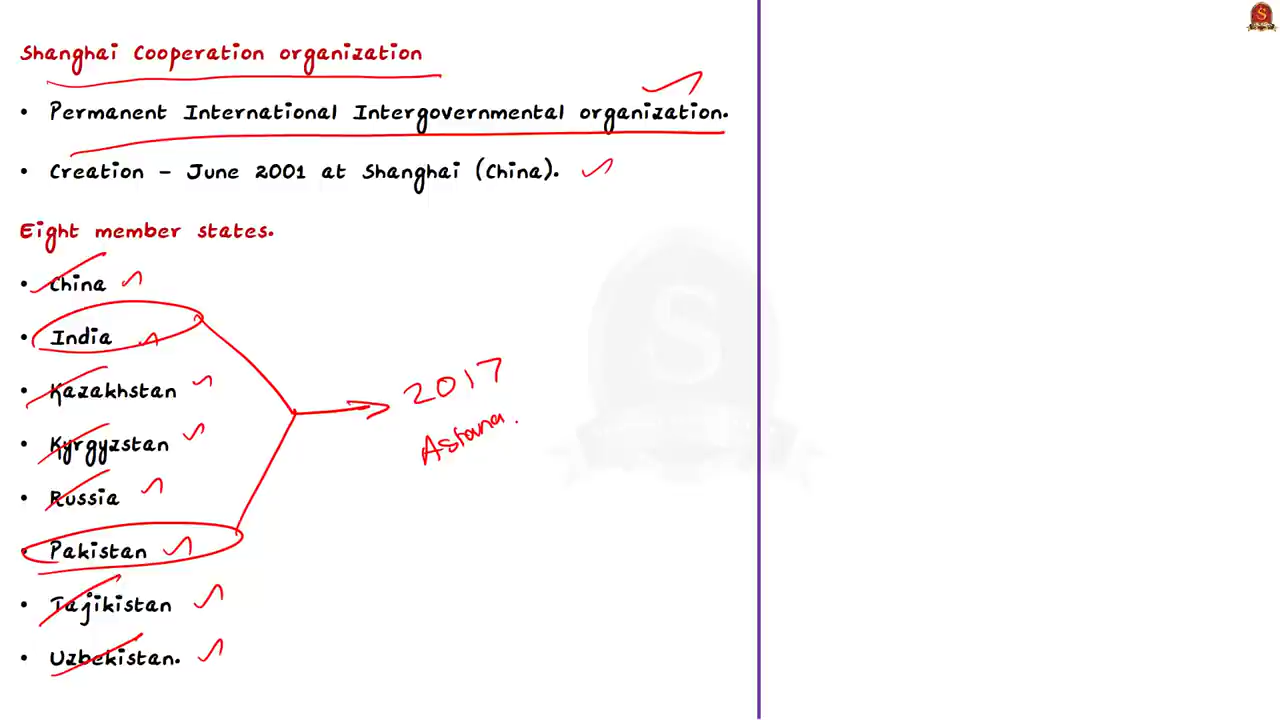 Shanghai Cooperation organization
• Permanent International Intergovernmental organization.
• Creation - June 2001 at Shanghai (China).
Eight member states.
• China
• India
• Kazakhstan
2017
Astana.
• Kyrgyzstan
• Russia
• Pakistan
• Tajikistan
• Uzbekistan.
S
S